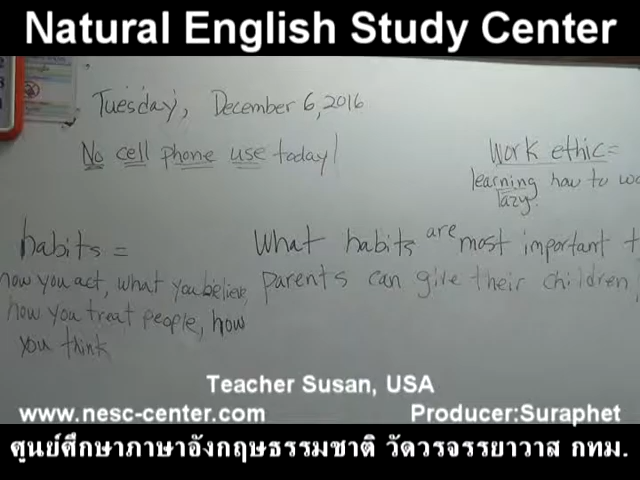 Natural English Study Center
Tuesday, December 6, 2016
No cell phone use today!
Work ethic =
learning how to
lazy.
habits =
how you act, what you believe,
how you treat people, how
you think
What habits are most important
parents can give their children
Teacher Susan, USA
www.nesc-center.com
Producer:Suraphet
ศูนย์ศึกษาภาษาอังกฤษธรรมชาติ วัดวรจรรยาวาส กทม.